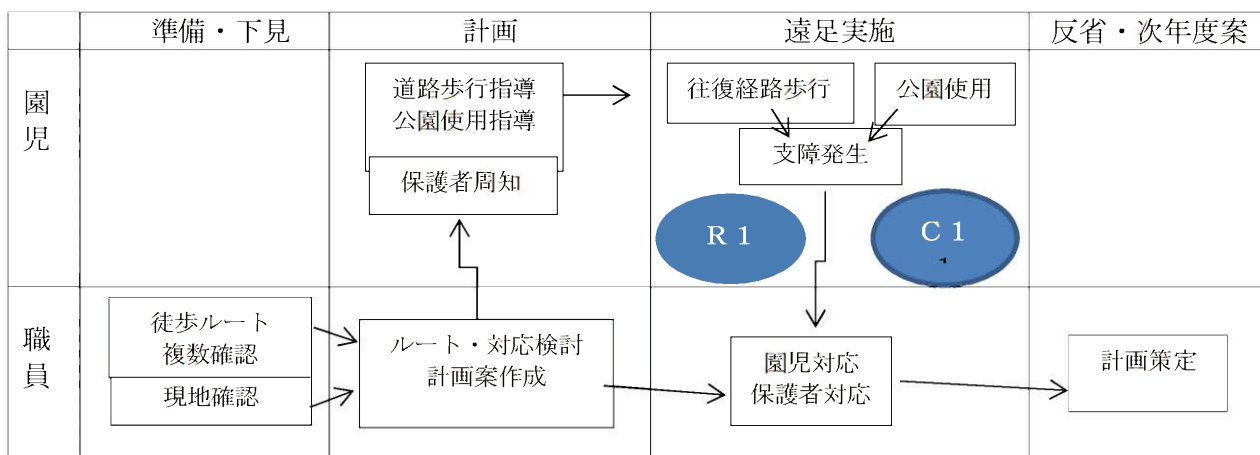 準備・下見
計画
遠足実施
反省・次年度案
園児
道路歩行指導
公園使用指導
保護者周知
往復経路歩行
公園使用
支障発生
R 1
C 1
職員
徒歩ルート
複数確認
現地確認
ルート・対応検討
計画案作成
園児対応
保護者対応
計画策定